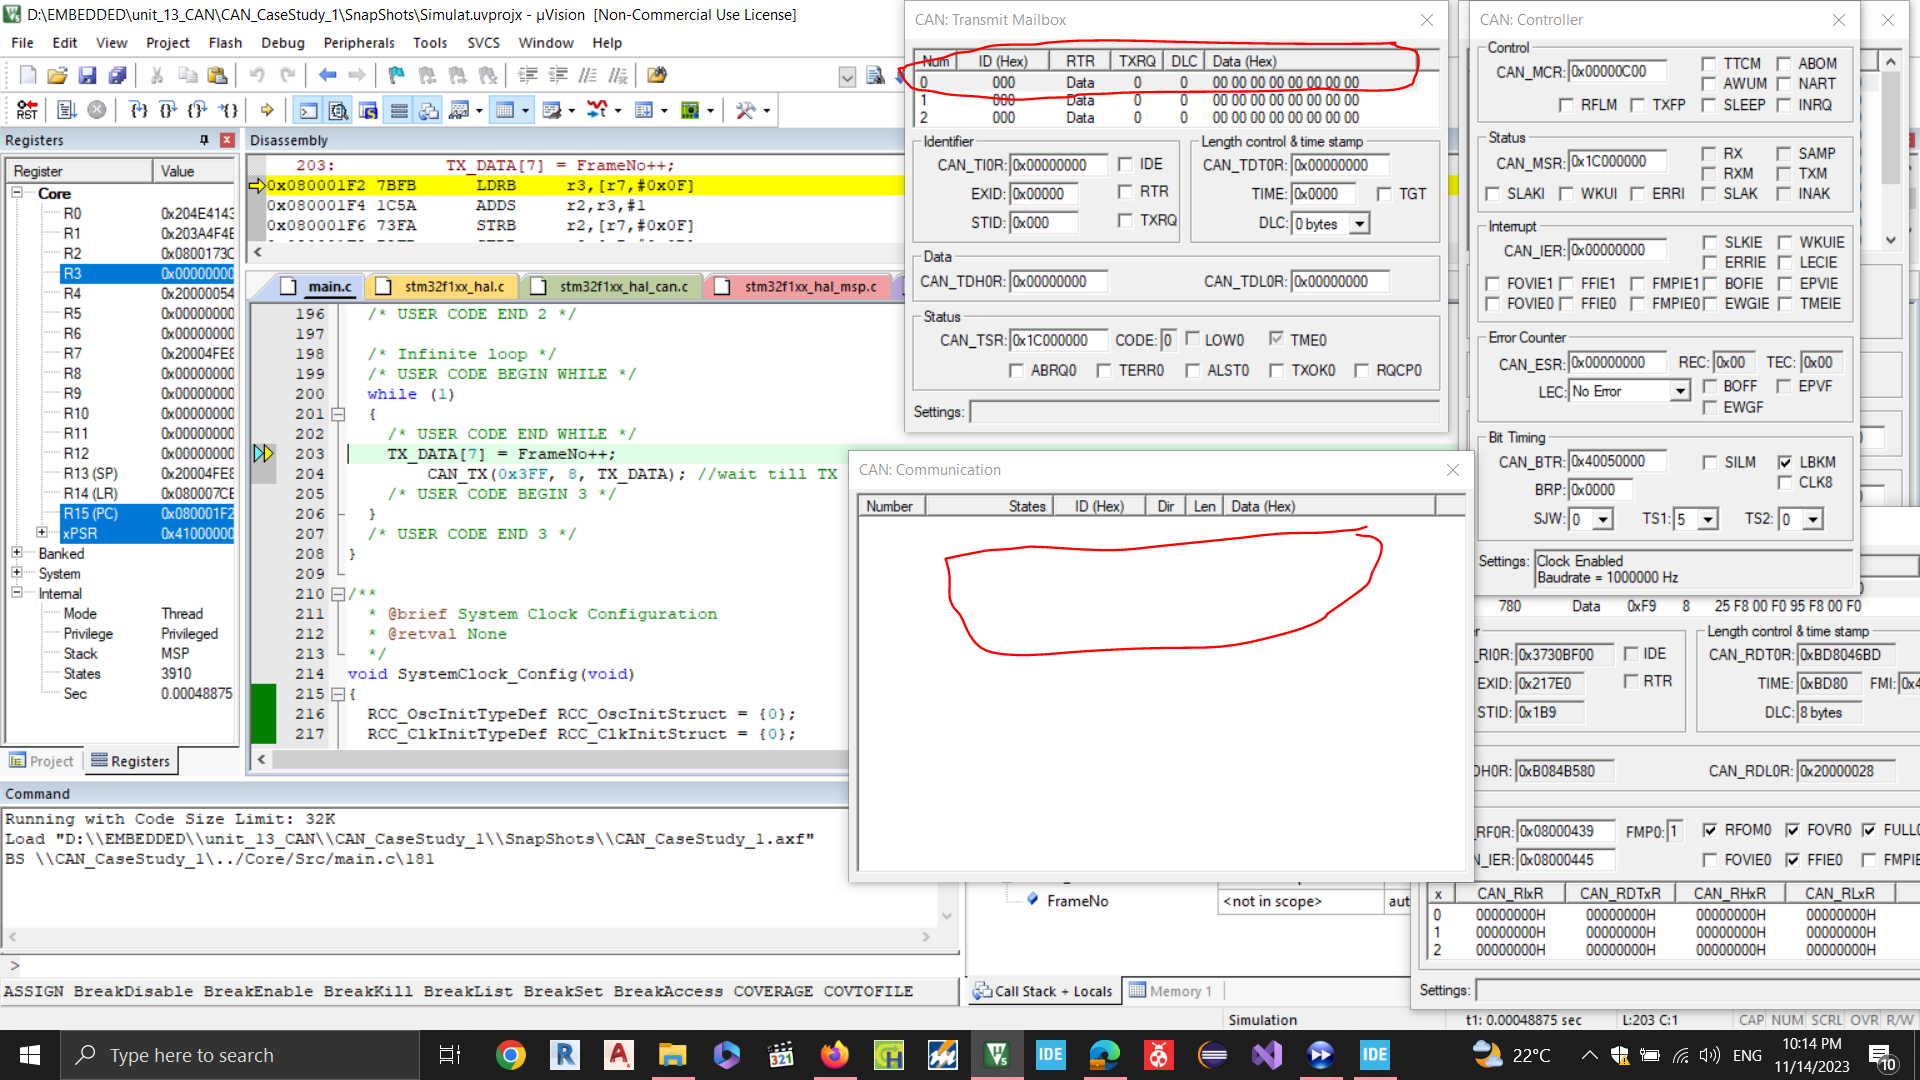 D:\EMBEDDED\unit_13_CAN\CAN_CaseStudy_1\SnapShots\Simulat.uvprojx - µVision  [Non-Commercial Use License]
File Edit View Project Flash Debug Peripherals Tools SVCS Window Help
RST
Registers
Register Value
Core
R0 0x204E4143
R1 0x203A4F4E
R2 0x0800173C
R3 0x00000000
R4 0x20000054
R5 0x00000000
R6 0x00000000
R7 0x20004FE8
R8 0x00000000
R9 0x00000000
R10 0x00000000
R11 0x00000000
R12 0x00000000
R13 (SP) 0x20004FE8
R14 (LR) 0x080007CE
R15 (PC) 0x080001F2
xPSR 0x41000000
Banked
System
Internal
Mode Thread
Privilege Privileged
Stack MSP
States 3910
Sec 0.00048875
Project Registers
Disassembly
203: TX_DATA[7] = FrameNo++;
0x080001F2 7BFB LDRB r3,[r7,#0x0F]
0x080001F4 1C5A ADDS r2,r3,#1
0x080001F6 73FA STRB r2,[r7,#0x0F]
main.c stm32f1xx_hal.c stm32f1xx_hal_can.c stm32f1xx_hal_msp.c
196 /* USER CODE END 2 */
197
198 /* Infinite loop */
199 /* USER CODE BEGIN WHILE */
200 while (1)
201 {
202 /* USER CODE END WHILE */
203 TX_DATA[7] = FrameNo++;
204 CAN_TX(0x3FF, 8, TX_DATA); //wait till TX
205 /* USER CODE BEGIN 3 */
206 }
207 /* USER CODE END 3 */
208 }
209
210 /**
211 * @brief System Clock Configuration
212 * @retval None
213 */
214 void SystemClock_Config(void)
215 {
216 RCC_OscInitTypeDef RCC_OscInitStruct = {0};
217 RCC_ClkInitTypeDef RCC_ClkInitStruct = {0};
Command
Running with Code Size Limit: 32K
Load "D:\\EMBEDDED\\unit_13_CAN\\CAN_CaseStudy_1\\SnapShots\\CAN_CaseStudy_1.axf"
BS \\CAN_CaseStudy_1\../Core/Src/main.c\181
>
ASSIGN BreakDisable BreakEnable BreakKill BreakList BreakSet BreakAccess COVERAGE COVTOFILE
CAN: Transmit Mailbox
Num ID (Hex) RTR TXRQ DLC Data (Hex)
0 000 Data 0 0 00 00 00 00 00 00 00 00
1 000 Data 0 0 00 00 00 00 00 00 00 00
2 000 Data 0 0 00 00 00 00 00 00 00 00
Identifier
CAN_TI0R: 0x00000000 IDE
EXID: 0x00000 RTR
STID: 0x000 TXRQ
Length control & time stamp
CAN_TDT0R: 0x00000000
TIME: 0x0000 TGT
DLC: 0 bytes
Data
CAN_TDH0R: 0x00000000 CAN_TDL0R: 0x00000000
Status
CAN_TSR: 0x1C000000 CODE: 0 LOW0 TME0
ABRQ0 TERR0 ALST0 TXOK0 RQCP0
Settings:
CAN: Communication
Number States ID (Hex) Dir Len Data (Hex)
CAN: Controller
Control
CAN_MCR: 0x00000C00 TTCM ABOM
AWUM NART
RFLM TXFP SLEEP INRQ
Status
CAN_MSR: 0x1C000000 RX SAMP
RXM TXM
SLAKI WKUI ERRI SLAK INAK
Interrupt
CAN_IER: 0x00000000 SLKIE WKUIE
ERRIE LECIE
FOVIE1 FFIE1 FMPIE1 BOFIE EPVIE
FOVIE0 FFIE0 FMPIE0 EWGIE TMEIE
Error Counter
CAN_ESR: 0x00000000 REC: 0x00 TEC: 0x00
LEC: No Error BOFF EPVF
EWGF
Bit Timing
CAN_BTR: 0x40050000 SILM LBKM
BRP: 0x0000 CLK8
SJW: 0 TS1: 5 TS2: 0
Settings: Clock Enabled
Baudrate = 1000000 Hz
780 Data 0xF9 8 25 F8 00 F0 95 F8 00 F0
_RI0R: 0x3730BF00 IDE
EXID: 0x217E0 RTR
STID: 0x1B9
Length control & time stamp
CAN_RDT0R: 0xBD8046BD
TIME: 0xBD80 FMI:
DLC: 8 bytes
DH0R: 0xB084B580 CAN_RDL0R: 0x20000028
_RF0R: 0x08000439 FMP0: 1 RFOM0 FOVR0 FULL0
N_IER: 0x08000445 FOVIE0 FFIE0 FMPIE
x CAN_RIxR CAN_RDTxR CAN_RHxR CAN_RLxR
0 00000000H 00000000H 00000000H 00000000H
1 00000000H 00000000H 00000000H 00000000H
2 00000000H 00000000H 00000000H 00000000H
Settings:
FrameNo <not in scope> aut
Call Stack + Locals Memory 1
Simulation t1: 0.00048875 sec L:203 C:1 CAP NUM SCRL OVR R/W
Type here to search
321
IDE
IDE
22°C ENG 10:14 PM
11/14/2023
10